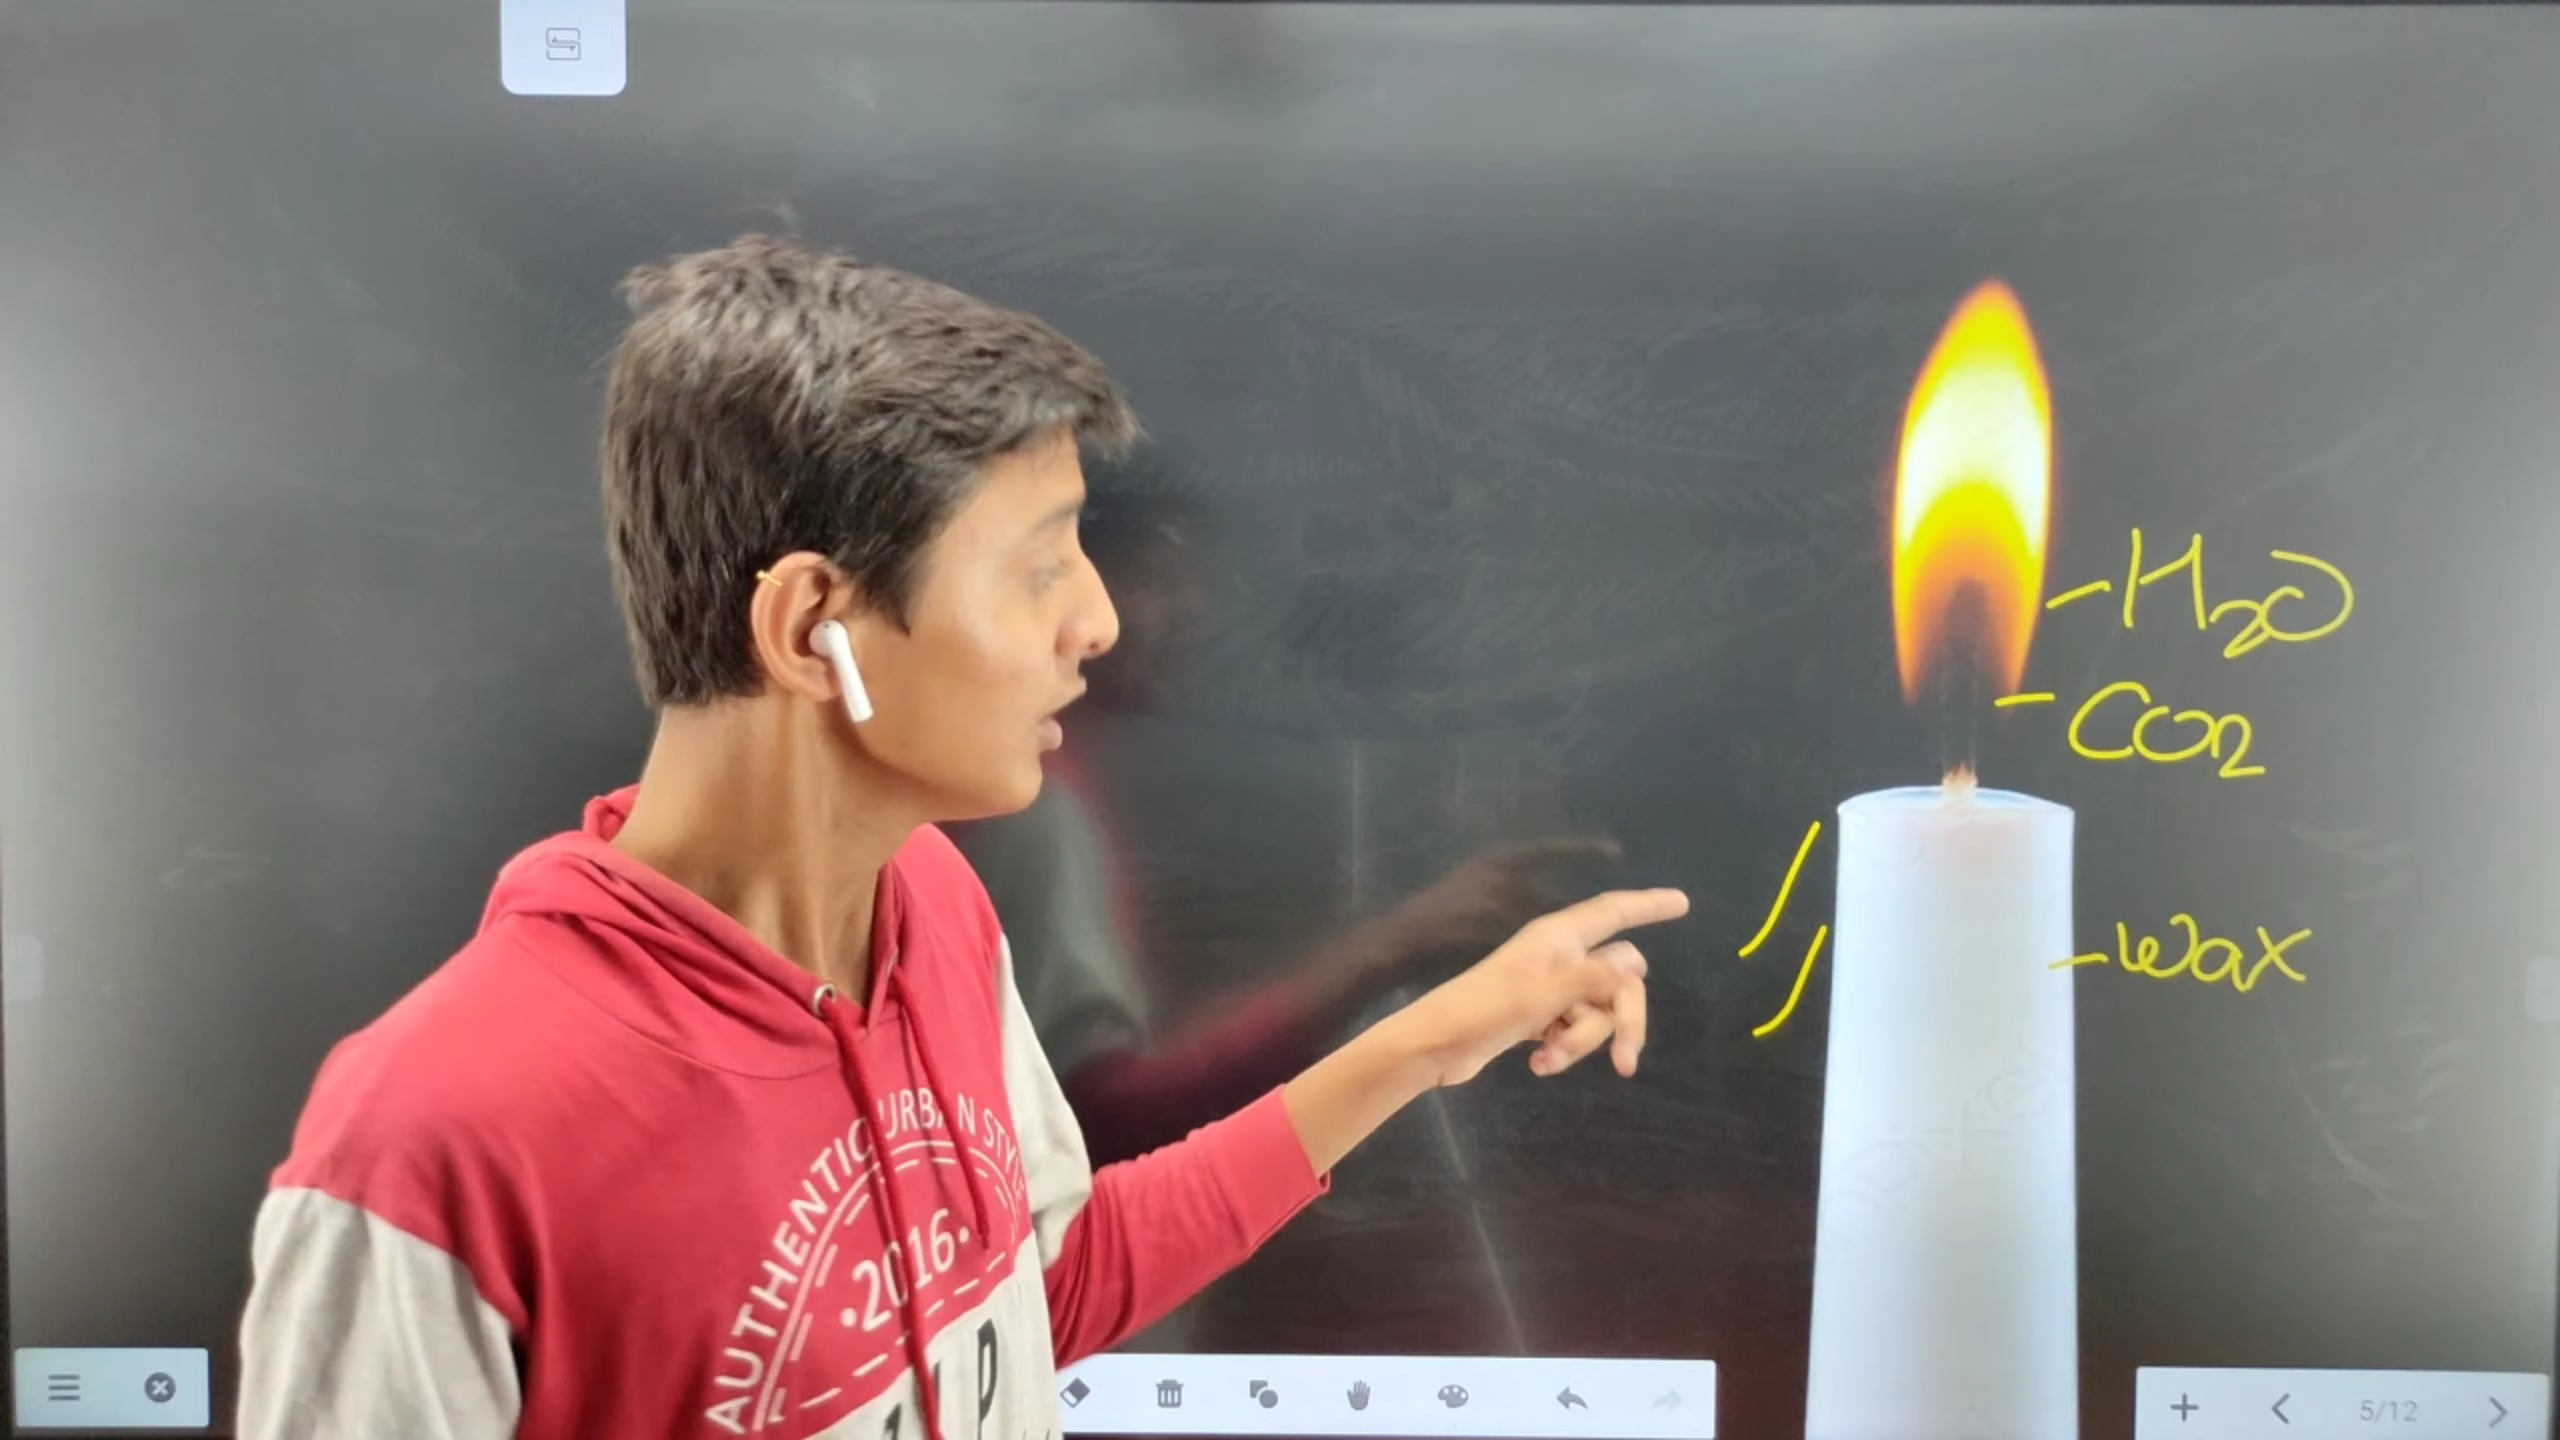 H2O
CO2
wax
AUTHENTIC URBAN STYLE
•2016•
5/12